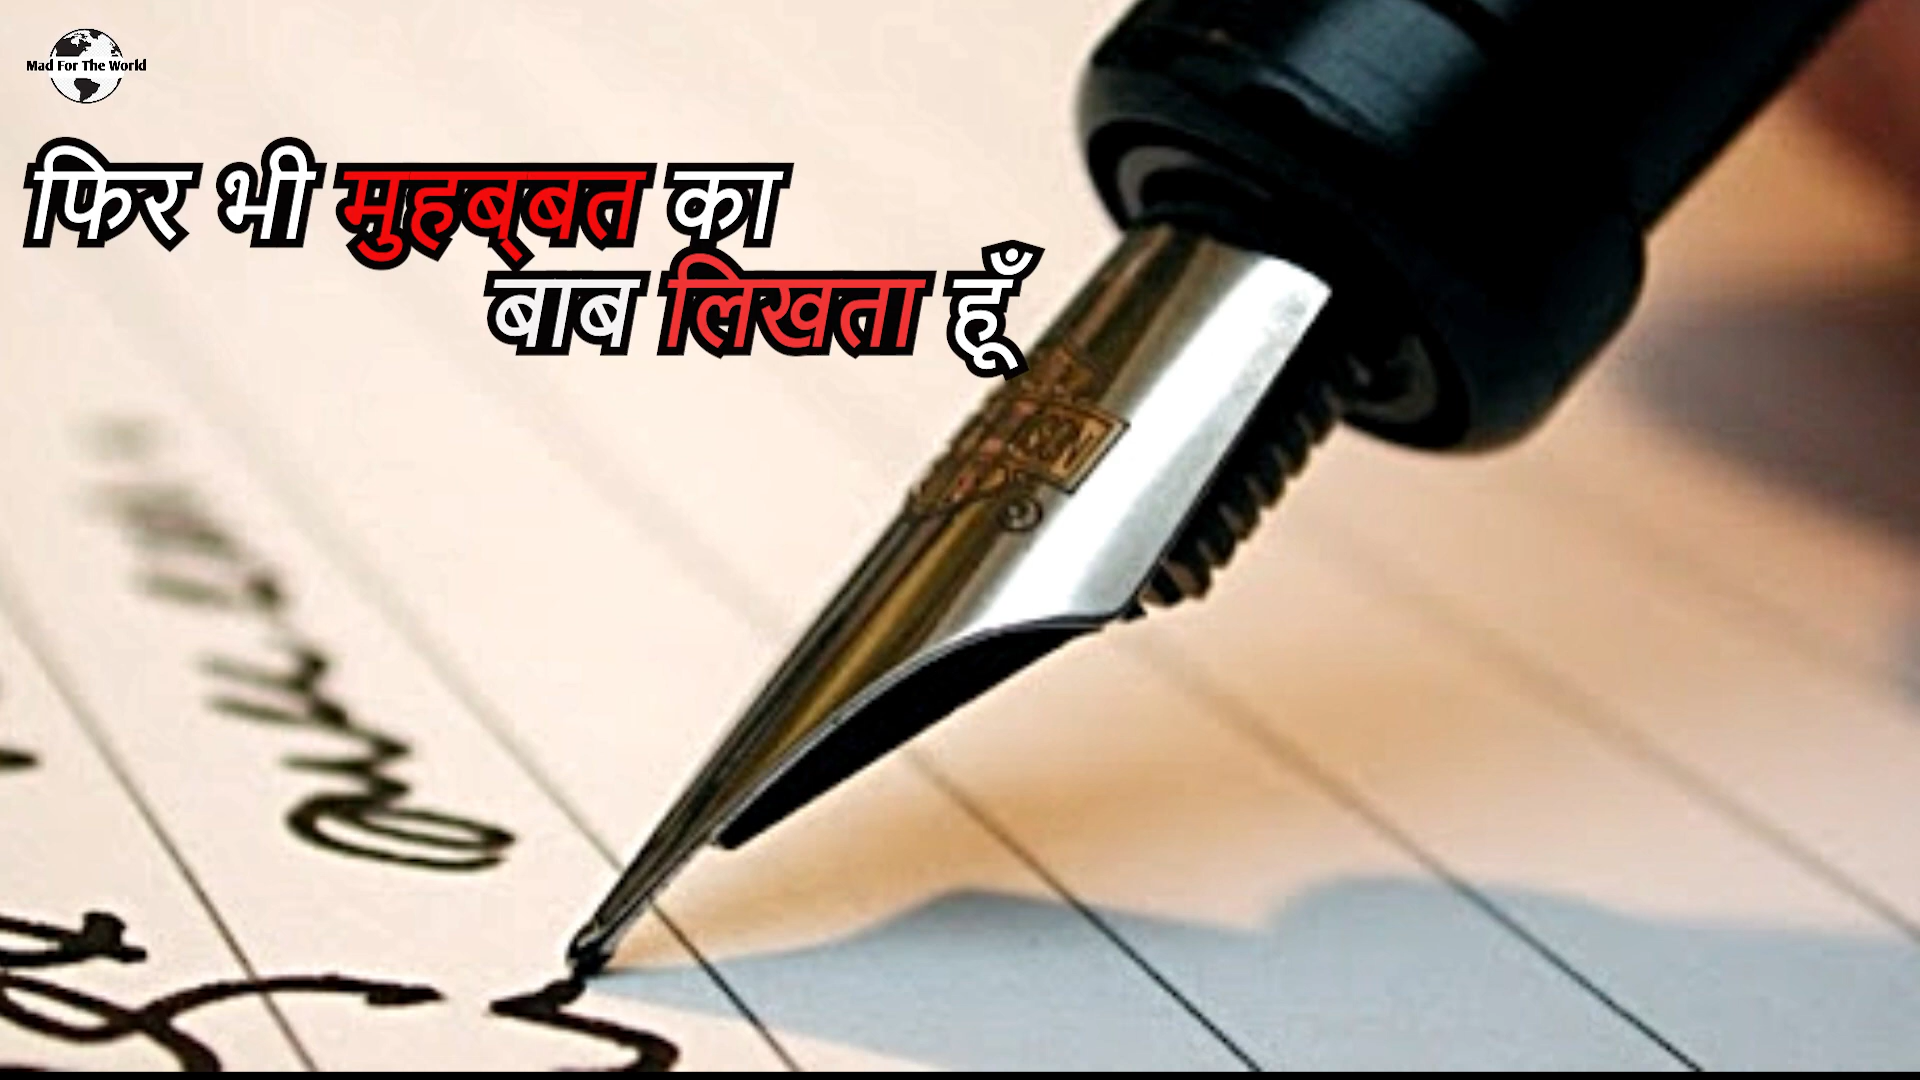 Mad For The World
फिर भी मुहब्बत का
बाब लिखता हूँ